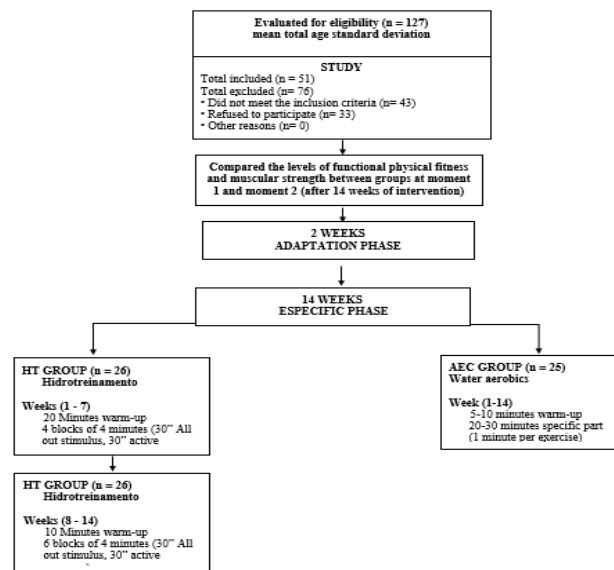 Evaluated for eligibility (n = 127)
mean total age standard deviation
STUDY
Total included (n = 51)
Total excluded (n= 76)
• Did not meet the inclusion criteria (n= 43)
• Refused to participate (n= 33)
• Other reasons (n= 0)
Compared the levels of functional physical fitness
and muscular strength between groups at moment
1 and moment 2 (after 14 weeks of intervention)
2 WEEKS
ADAPTATION PHASE
14 WEEKS
ESPECIFIC PHASE
HT GROUP (n = 26)
Hidrotreinamento
Weeks (1 - 7)
20 Minutes warm-up
4 blocks of 4 minutes (30" All
out stimulus, 30" active
AEC GROUP (n = 25)
Water aerobics
Week (1-14)
5-10 minutes warm-up
20-30 minutes specific part
(1 minute per exercise)
HT GROUP (n = 26)
Hidrotreinamento
Weeks (8 - 14)
10 Minutes warm-up
6 blocks of 4 minutes (30" All
out stimulus, 30" active